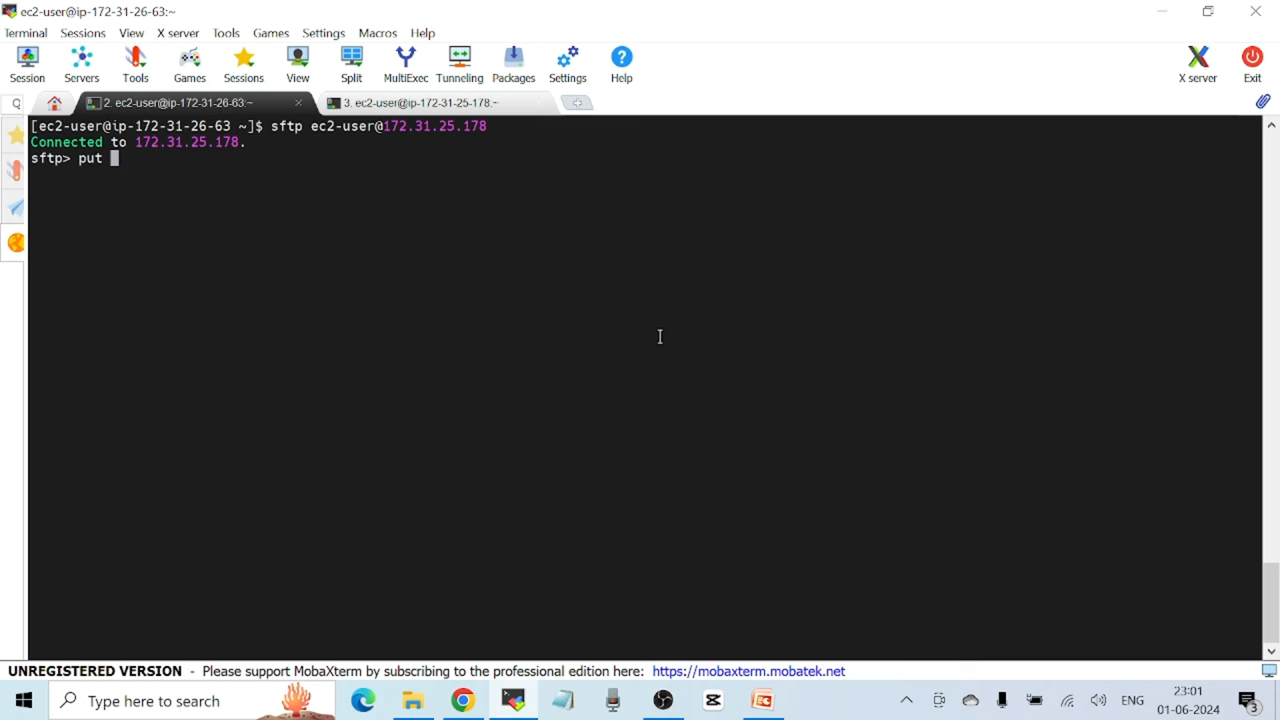 ec2-user@ip-172-31-26-63:~
Terminal Sessions View X server Tools Games Settings Macros Help
Session Servers Tools Games Sessions View Split MultiExec Tunneling Packages Settings Help X server Exit
2. ec2-user@ip-172-31-26-63:~ 3. ec2-user@ip-172-31-25-178:~
[ec2-user@ip-172-31-26-63 ~]$ sftp ec2-user@172.31.25.178
Connected to 172.31.25.178.
sftp> put
UNREGISTERED VERSION - Please support MobaXterm by subscribing to the professional edition here: https://mobaxterm.mobatek.net
Type here to search
ENG
23:01
01-06-2024
3